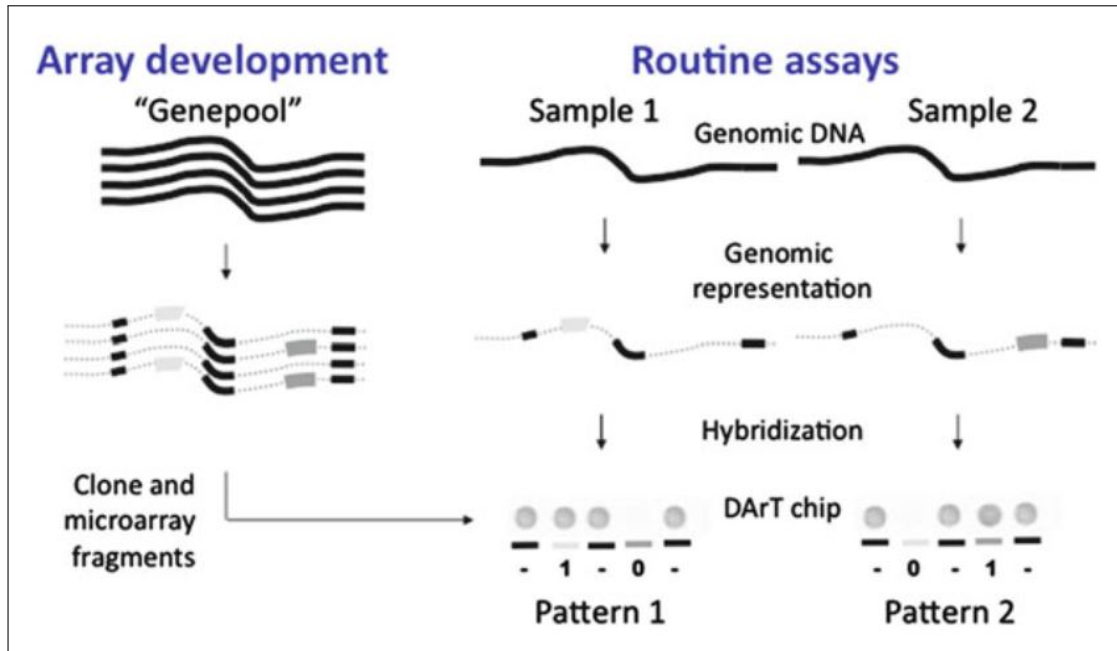 Array development
"Genepool"
Clone and
microarray
fragments
Routine assays
Sample 1
Genomic DNA
Sample 2
Genomic
representation
Hybridization
DArT chip
- 1 - 0 -
Pattern 1
- 0 - 1 -
Pattern 2